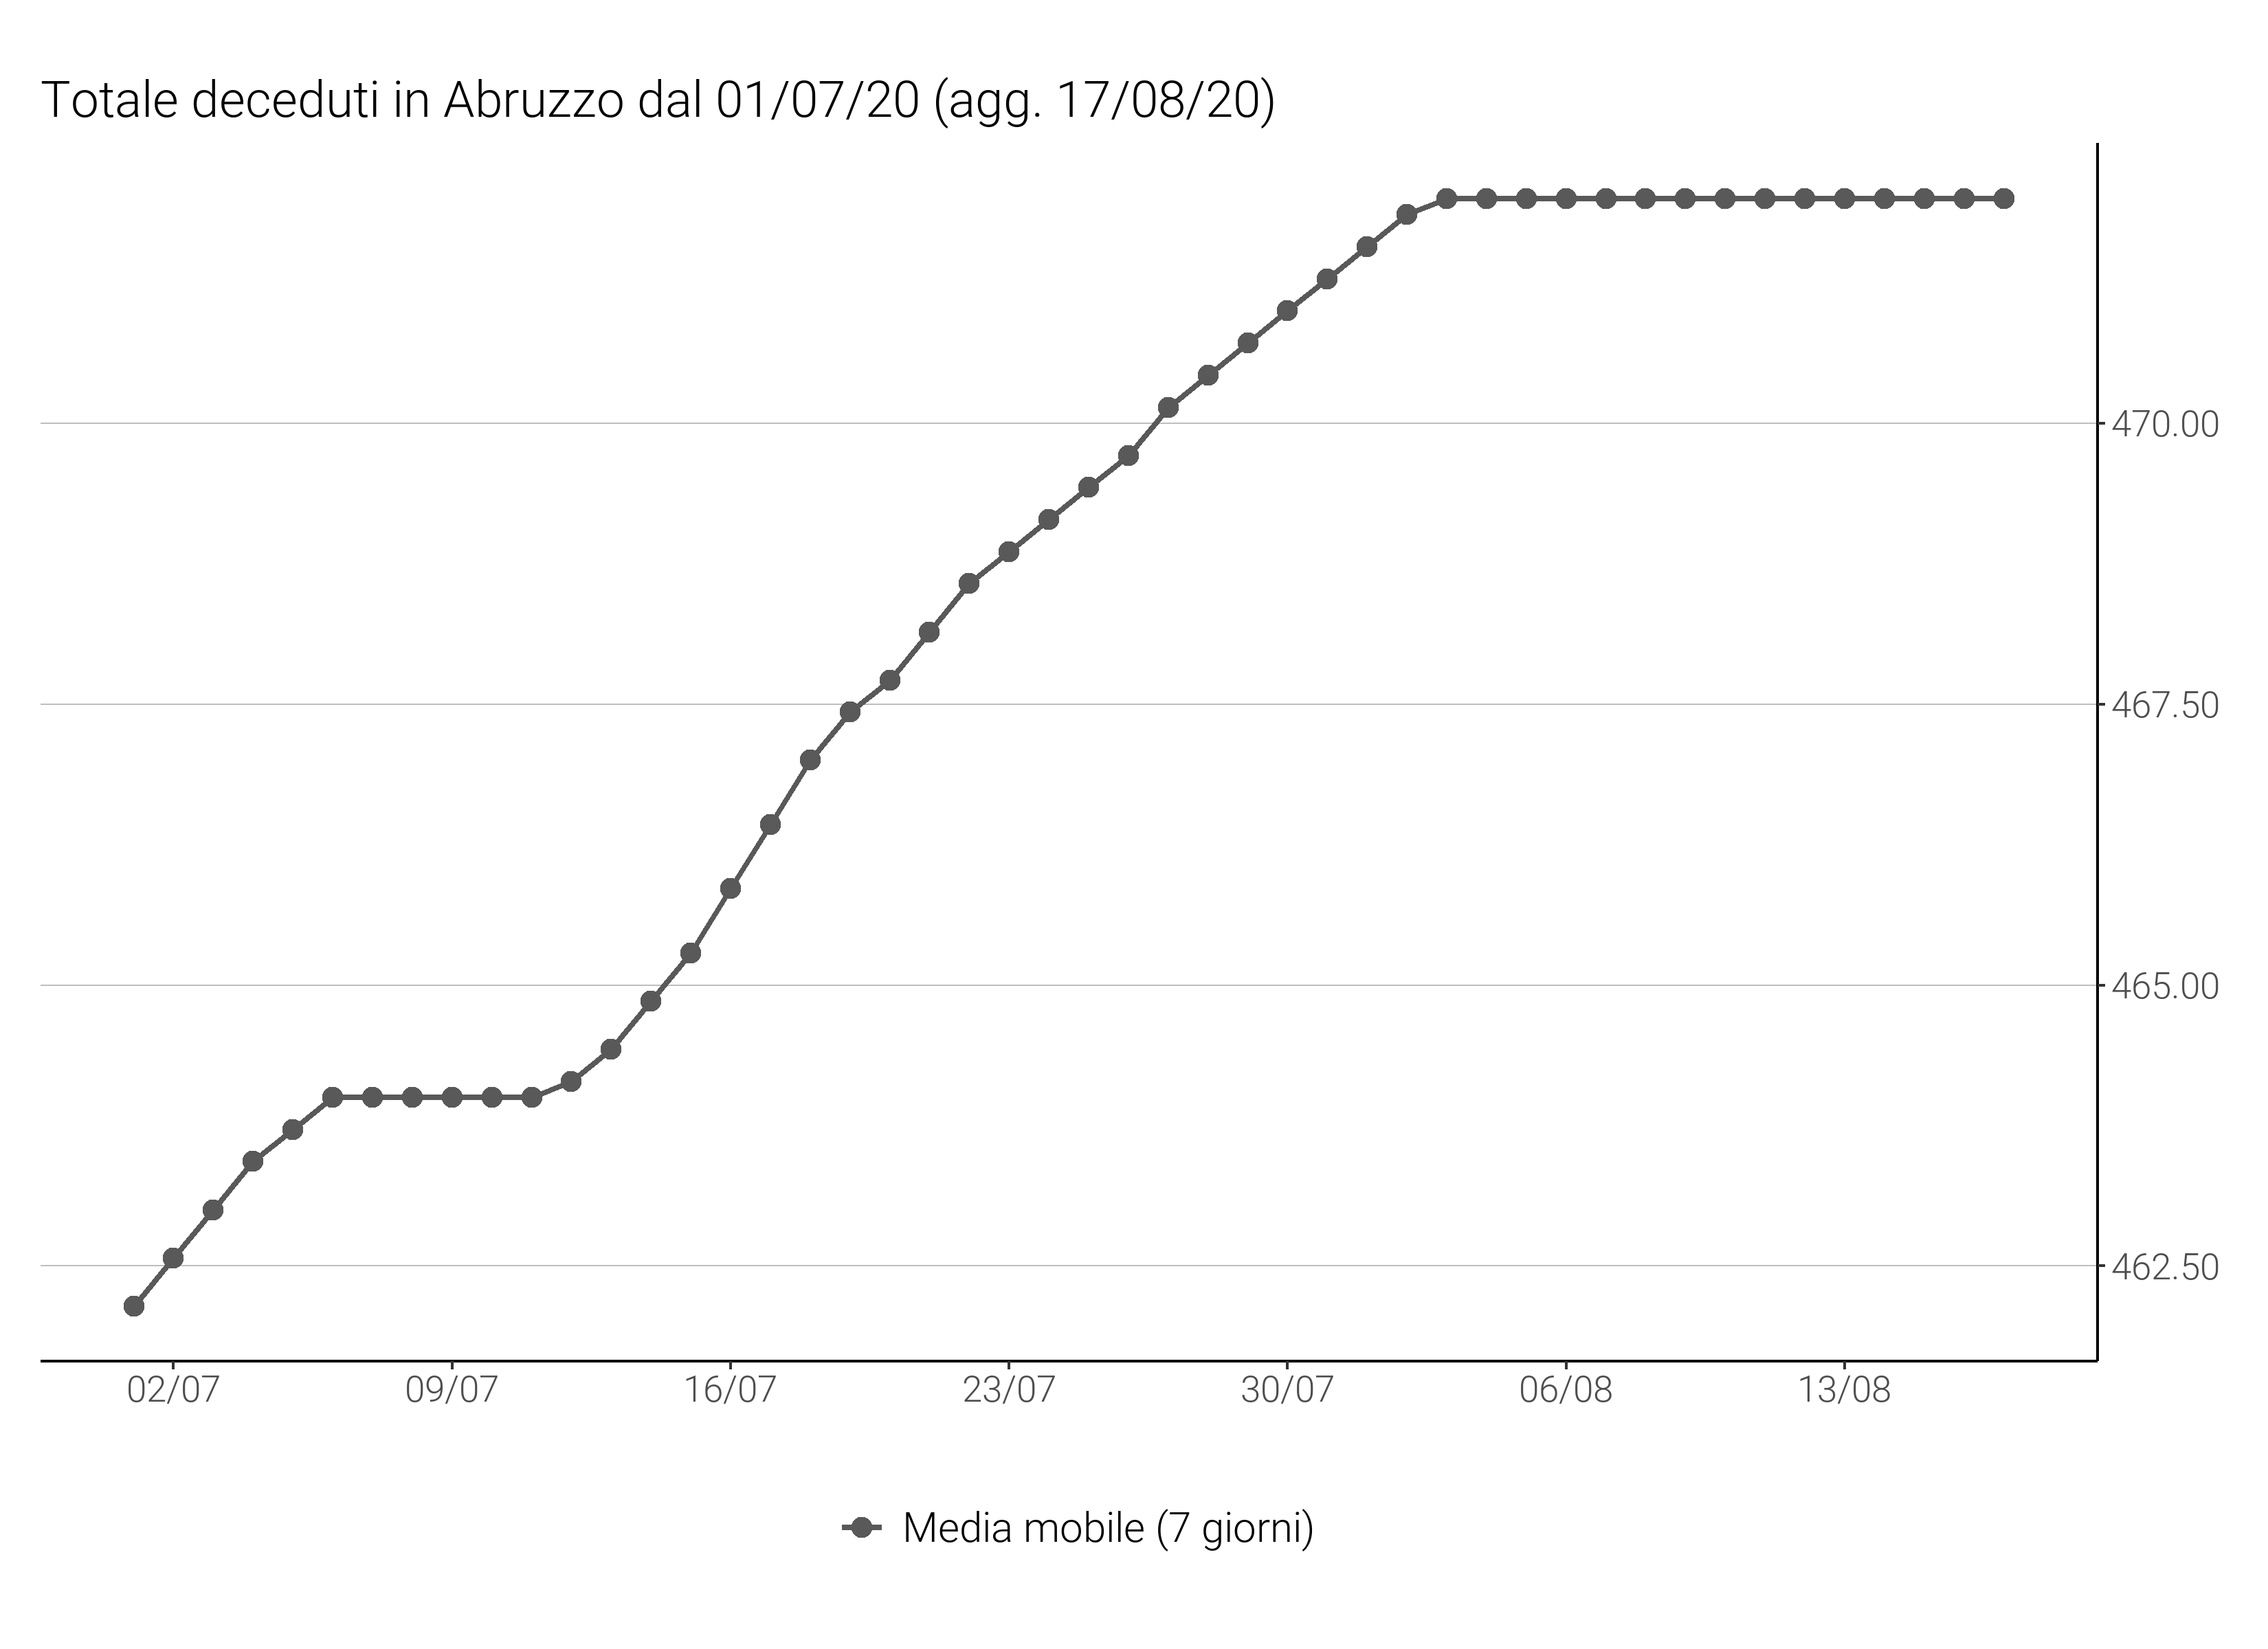 Totale deceduti in Abruzzo dal 01/07/20 (agg. 17/08/20)
470.00
467.50
465.00
462.50
02/07 09/07 16/07 23/07 30/07 06/08 13/08
Media mobile (7 giorni)